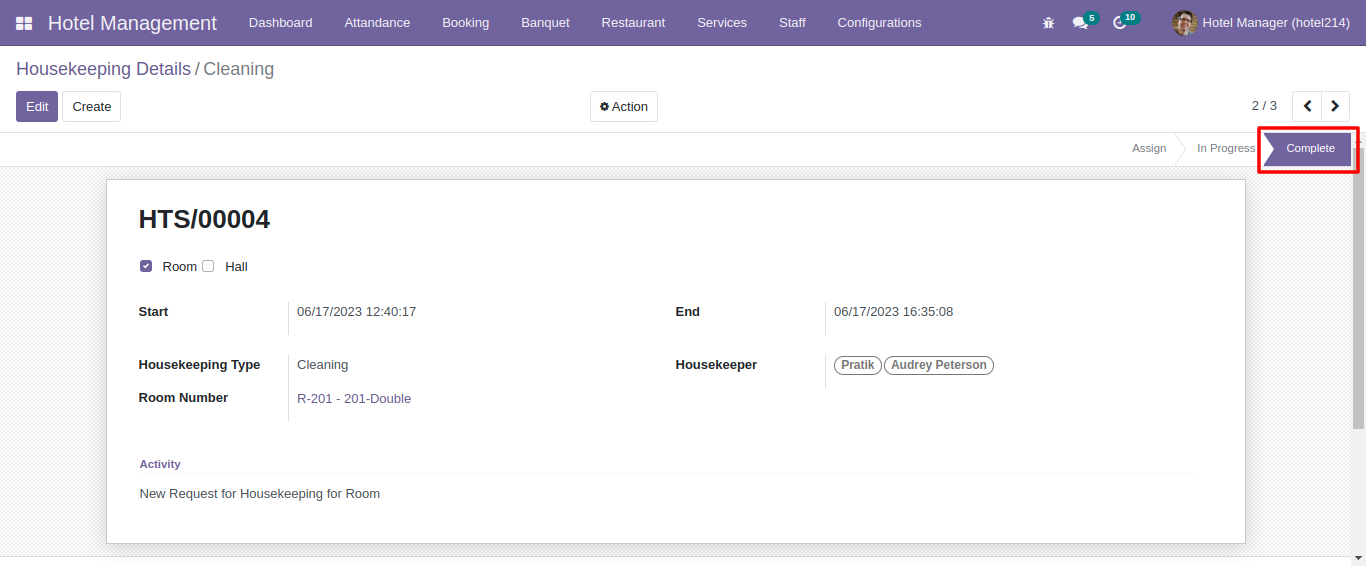 Hotel Management Dashboard Attendance Booking Banquet Restaurant Services Staff Configurations 5 10 Hotel Manager (hotel214)
Housekeeping Details / Cleaning
Edit Create Action 2 / 3
Assign In Progress Complete
HTS/00004
Room Hall
Start 06/17/2023 12:40:17 End 06/17/2023 16:35:08
Housekeeping Type Cleaning Housekeeper Pratik Audrey Peterson
Room Number R-201 - 201-Double
Activity
New Request for Housekeeping for Room